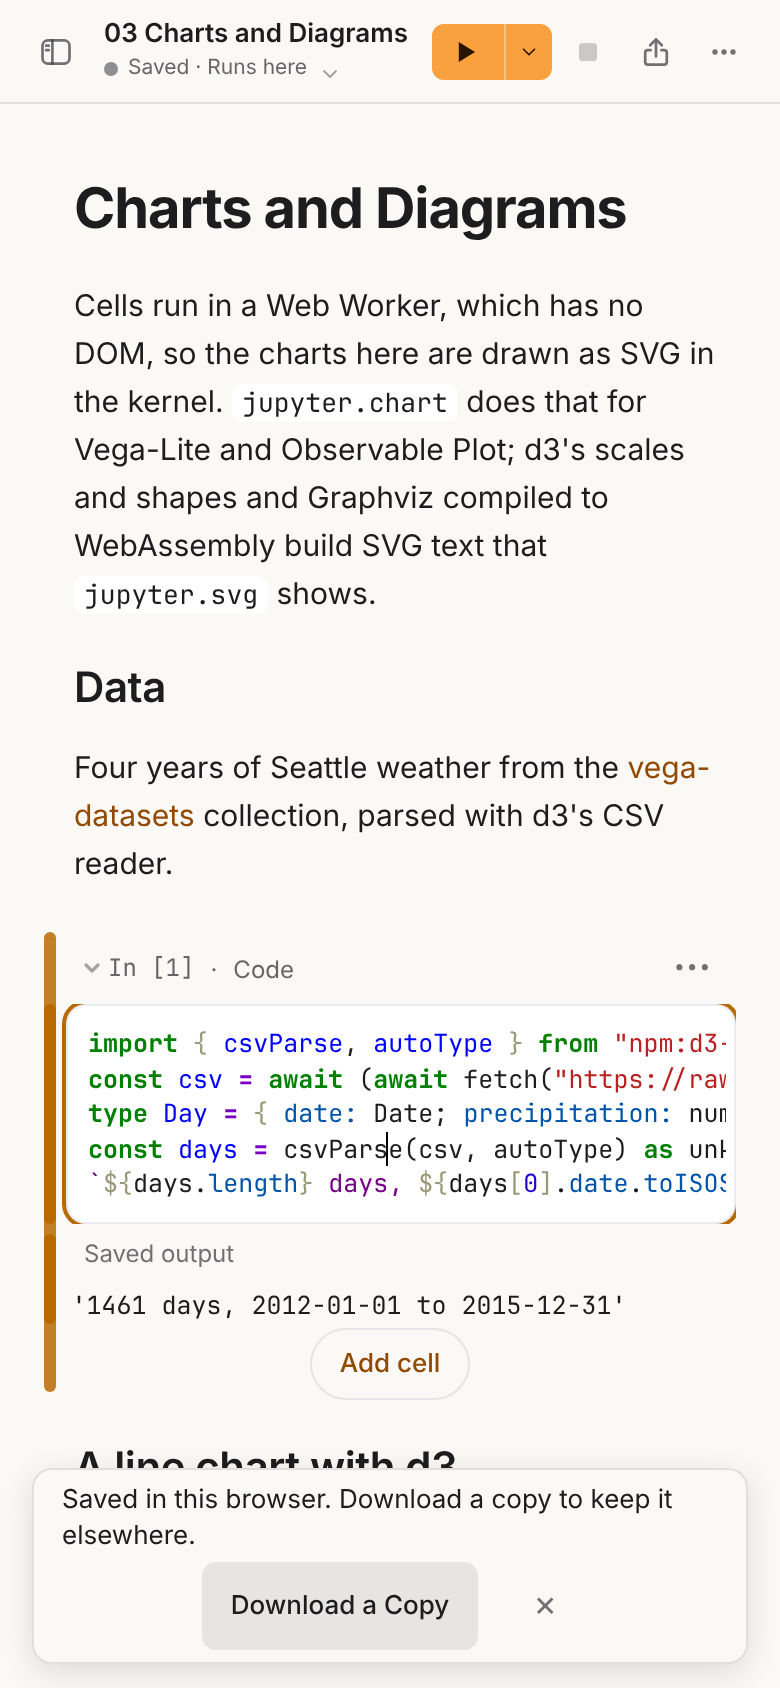 03 Charts and Diagrams
Saved · Runs here
Charts and Diagrams
Cells run in a Web Worker, which has no
DOM, so the charts here are drawn as SVG in
the kernel. jupyter.chart does that for
Vega-Lite and Observable Plot; d3's scales
and shapes and Graphviz compiled to
WebAssembly build SVG text that
jupyter.svg shows.
Data
Four years of Seattle weather from the vega-
datasets collection, parsed with d3's CSV
reader.
In [1] · Code
import { csvParse, autoType } from "npm:d3-
const csv = await (await fetch("https://raw
type Day = { date: Date; precipitation: num
const days = csvParse(csv, autoType) as unk
`${days.length} days, ${days[0].date.toISOS
Saved output
'1461 days, 2012-01-01 to 2015-12-31'
Add cell
A line chart with d3
Saved in this browser. Download a copy to keep it
elsewhere.
Download a Copy